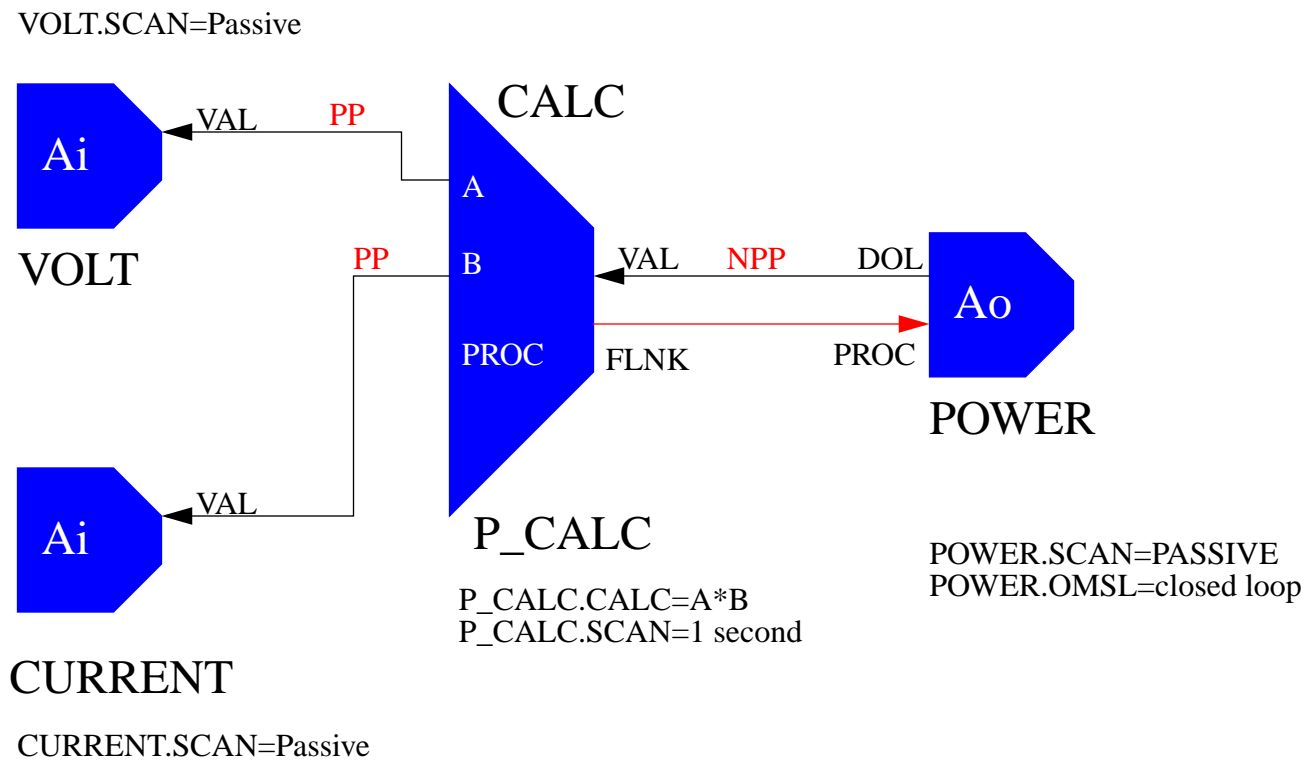 VOLT.SCAN=Passive
CALC
VAL
PP
Ai
A
VOLT
PP
B
VAL
NPP
DOL
Ao
PROC
FLNK
PROC
POWER
VAL
Ai
P_CALC
POWER.SCAN=PASSIVE
POWER.OMSL=closed loop
P_CALC.CALC=A*B
P_CALC.SCAN=1 second
CURRENT
CURRENT.SCAN=Passive